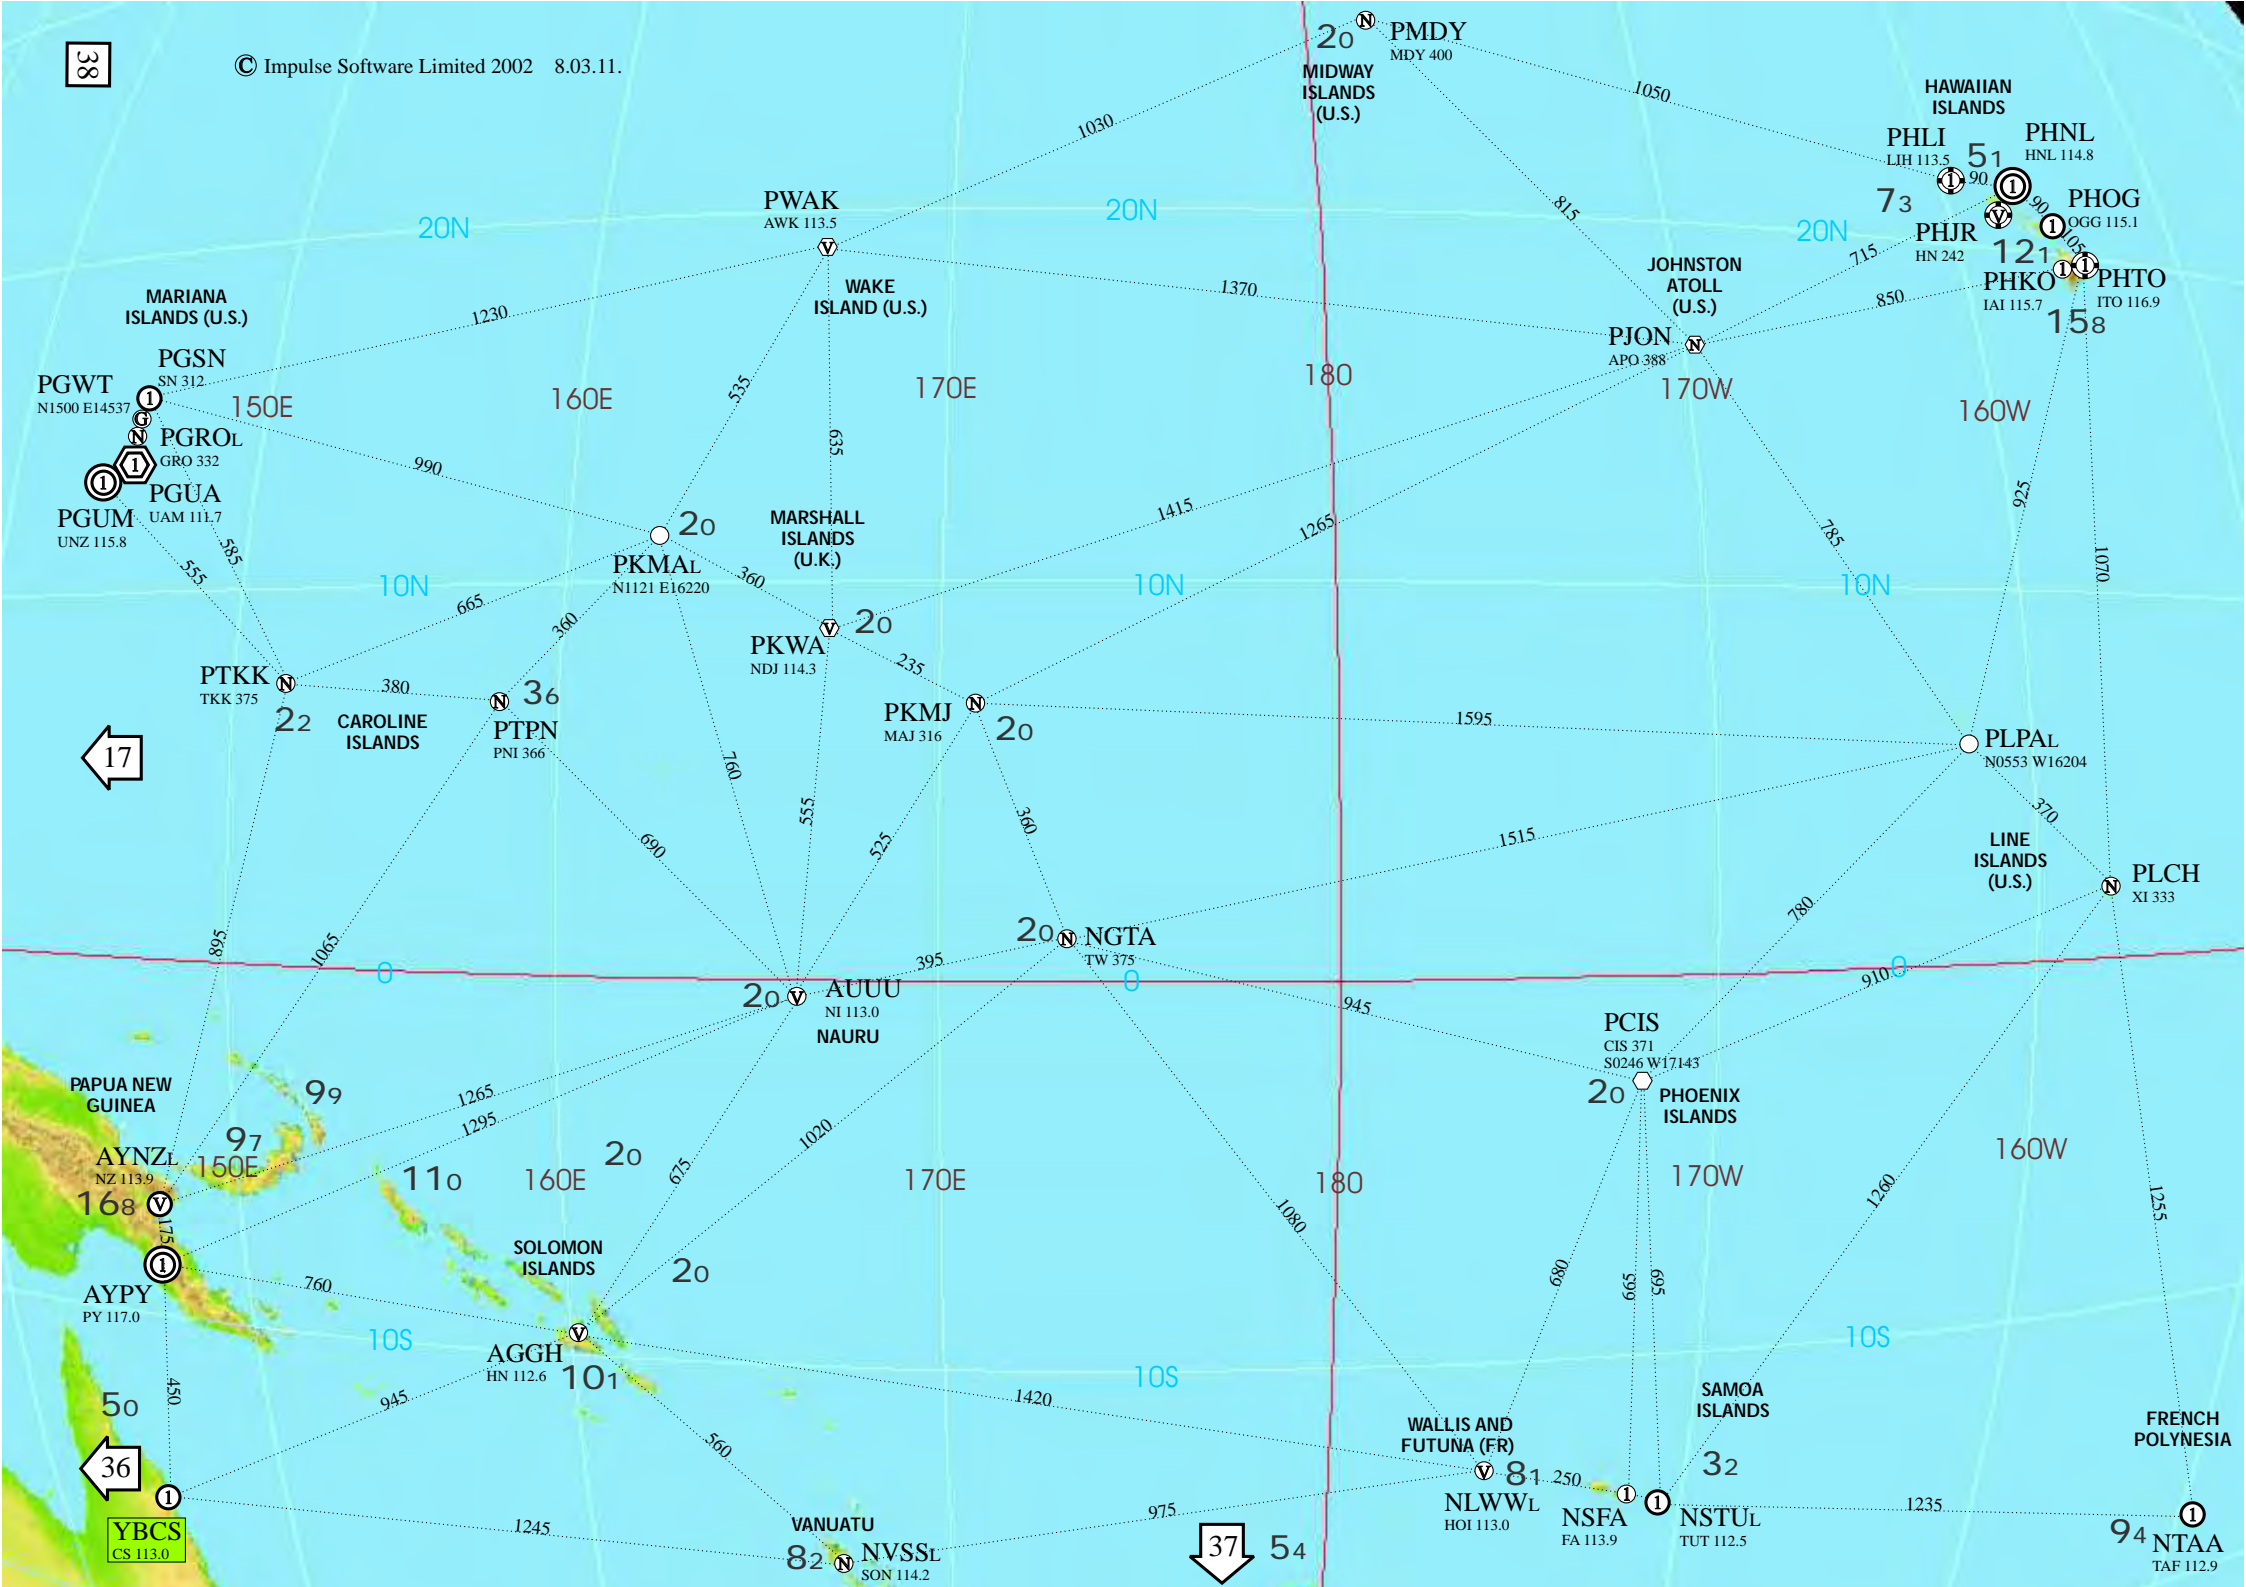 38
© Impulse Software Limited 2002 8.03.11.
20
PMDY
MDY 400
MIDWAY
ISLANDS
(U.S.)
1050
1030
HAWAIIAN
ISLANDS
PHLI
LIH 113.5
51
PHNL
HNL 114.8
90
73
90
PHOG
OGG 115.1
PHJR
HN 242
105
121
PHKO
IAI 115.7
PHTO
ITO 116.9
158
PWAK
AWK 113.5
20N
20N
20N
815
715
850
WAKE
ISLAND (U.S.)
1370
JOHNSTON
ATOLL
(U.S.)
PJON
APO 388
MARIANA
ISLANDS (U.S.)
1230
PGSN
SN 312
PGWT
N1500 E14537
G
N
PGROL
GRO 332
1
PGUA
UAM 111.7
PGUM
UNZ 115.8
150E
160E
170E
180
170W
160W
535
635
990
585
555
1415
1265
785
925
1070
20
PKMAL
N1121 E16220
MARSHALL
ISLANDS
(U.K.)
360
10N
10N
10N
665
360
PKWA
NDJ 114.3
20
235
PTKK
TKK 375
22
380
CAROLINE
ISLANDS
36
PTPN
PNI 366
PKMJ
MAJ 316
20
1595
PLPAL
N0553 W16204
17
760
555
525
360
690
1515
370
LINE
ISLANDS
(U.S.)
PLCH
XI 333
780
895
1065
0
0
0
395
20
NGTA
TW 375
910
20
AUUU
NI 113.0
NAURU
945
PCIS
CIS 371
S0246 W17143
20
PHOENIX
ISLANDS
PAPUA NEW
GUINEA
99
97
1265
1295
1020
675
AYNZL
NZ 113.9
168
175
150E
110
160E
20
170E
180
170W
160W
1080
1260
1255
SOLOMON
ISLANDS
20
760
AYPY
PY 117.0
680
665
695
10S
10S
10S
AGGH
HN 112.6
101
450
50
945
1420
560
SAMOA
ISLANDS
WALLIS AND
FUTUNA (FR)
FRENCH
POLYNESIA
36
81
250
32
NLWWL
HOI 113.0
NSFA
FA 113.9
NSTUL
TUT 112.5
1235
94
NTAA
TAF 112.9
YBCS
CS 113.0
1245
VANUATU
82
NVSSL
SON 114.2
975
37
54